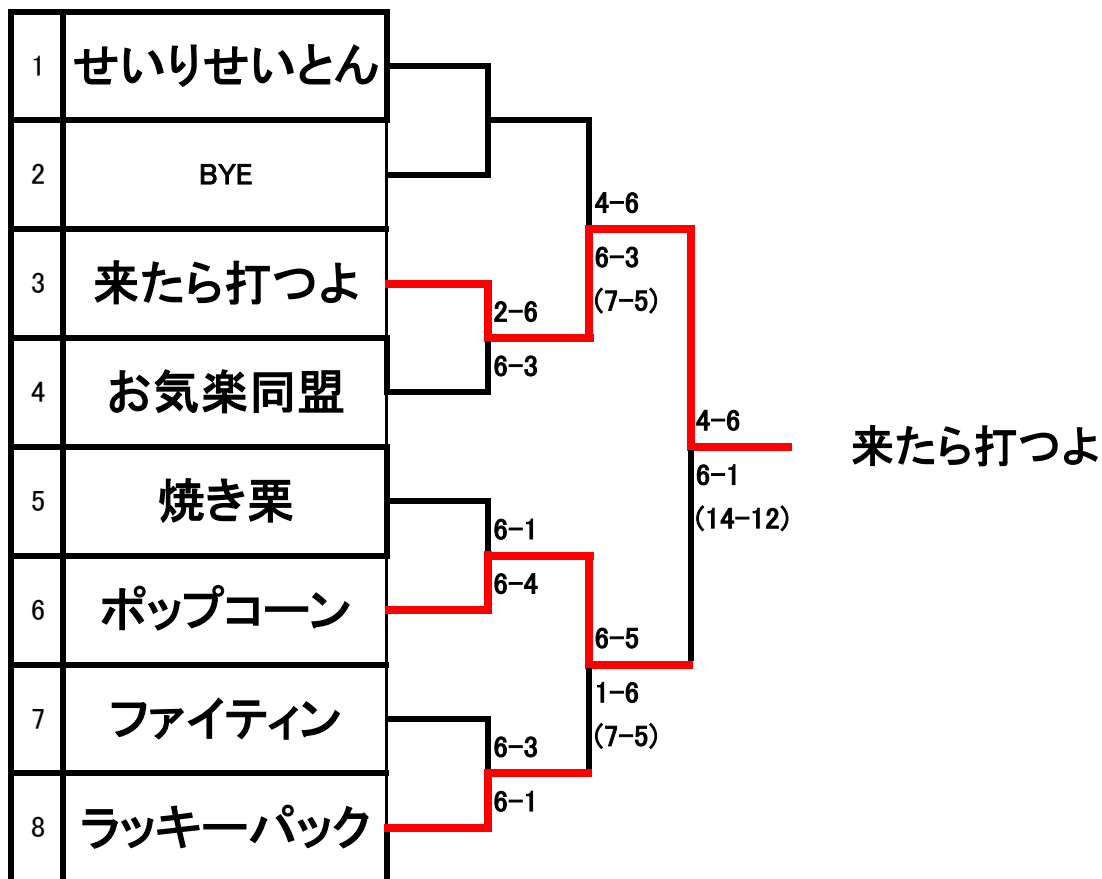 1 せいりせいとん
2 BYE
4-6
3 来たら打つよ
6-3
(7-5)
2-6
6-3
4 お気楽同盟
4-6
来たら打つよ
6-1
(14-12)
5 焼き栗
6-1
6-4
6 ポップコーン
6-5
1-6
(7-5)
7 ファイティン
6-3
6-1
8 ラッキーパック